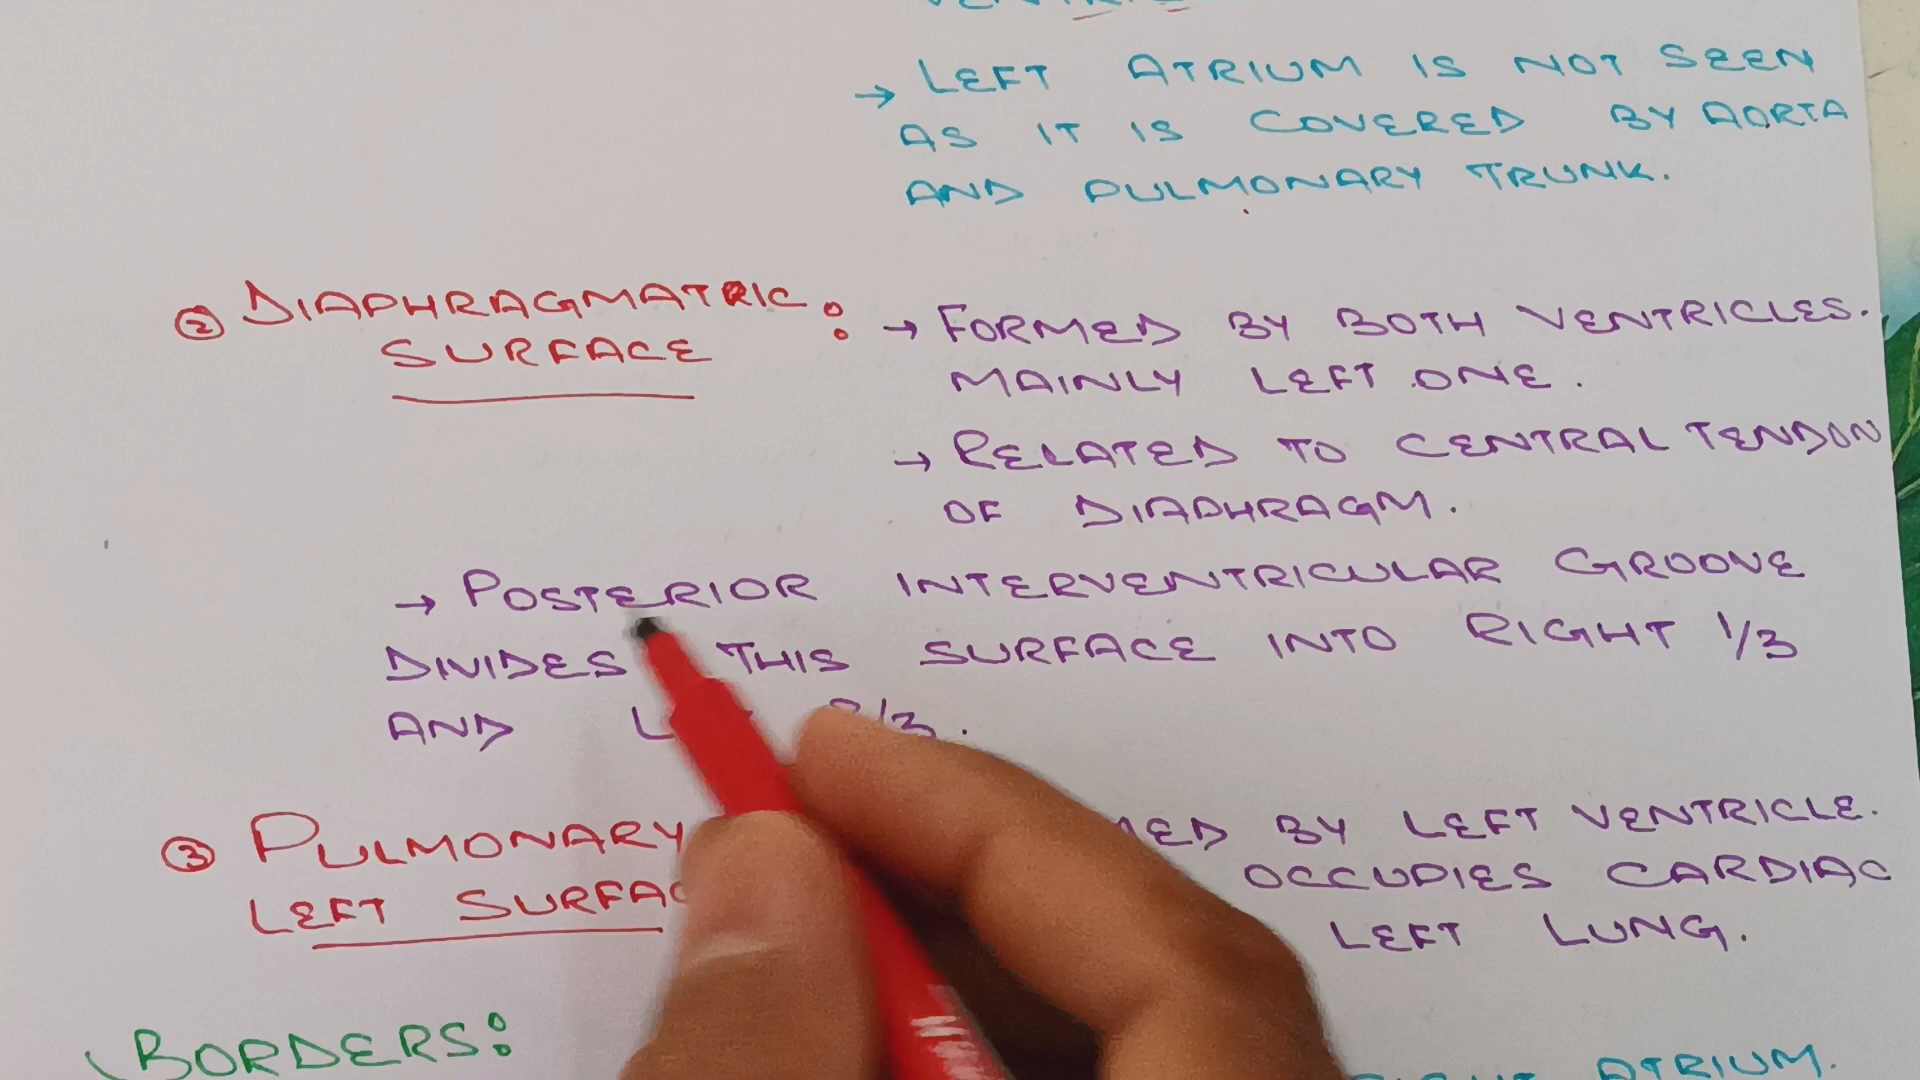 → LEFT ATRIUM IS NOT SEEN
AS IT IS COVERED BY AORTA
AND PULMONARY TRUNK.
② DIAPHRAGMATRIC
SURFACE :
→ FORMED BY BOTH VENTRICLES.
MAINLY LEFT ONE.
→ RELATED TO CENTRAL TENDON
OF DIAPHRAGM.
→ POSTERIOR INTERVENTRICULAR GROOVE
DIVIDES THIS SURFACE INTO RIGHT 1/3
AND 2/3.
③ PULMONARY
LEFT
BY LEFT VENTRICLE.
OCCUPIES CARDIAC
LEFT LUNG.
BORDERS:
ATRIUM.